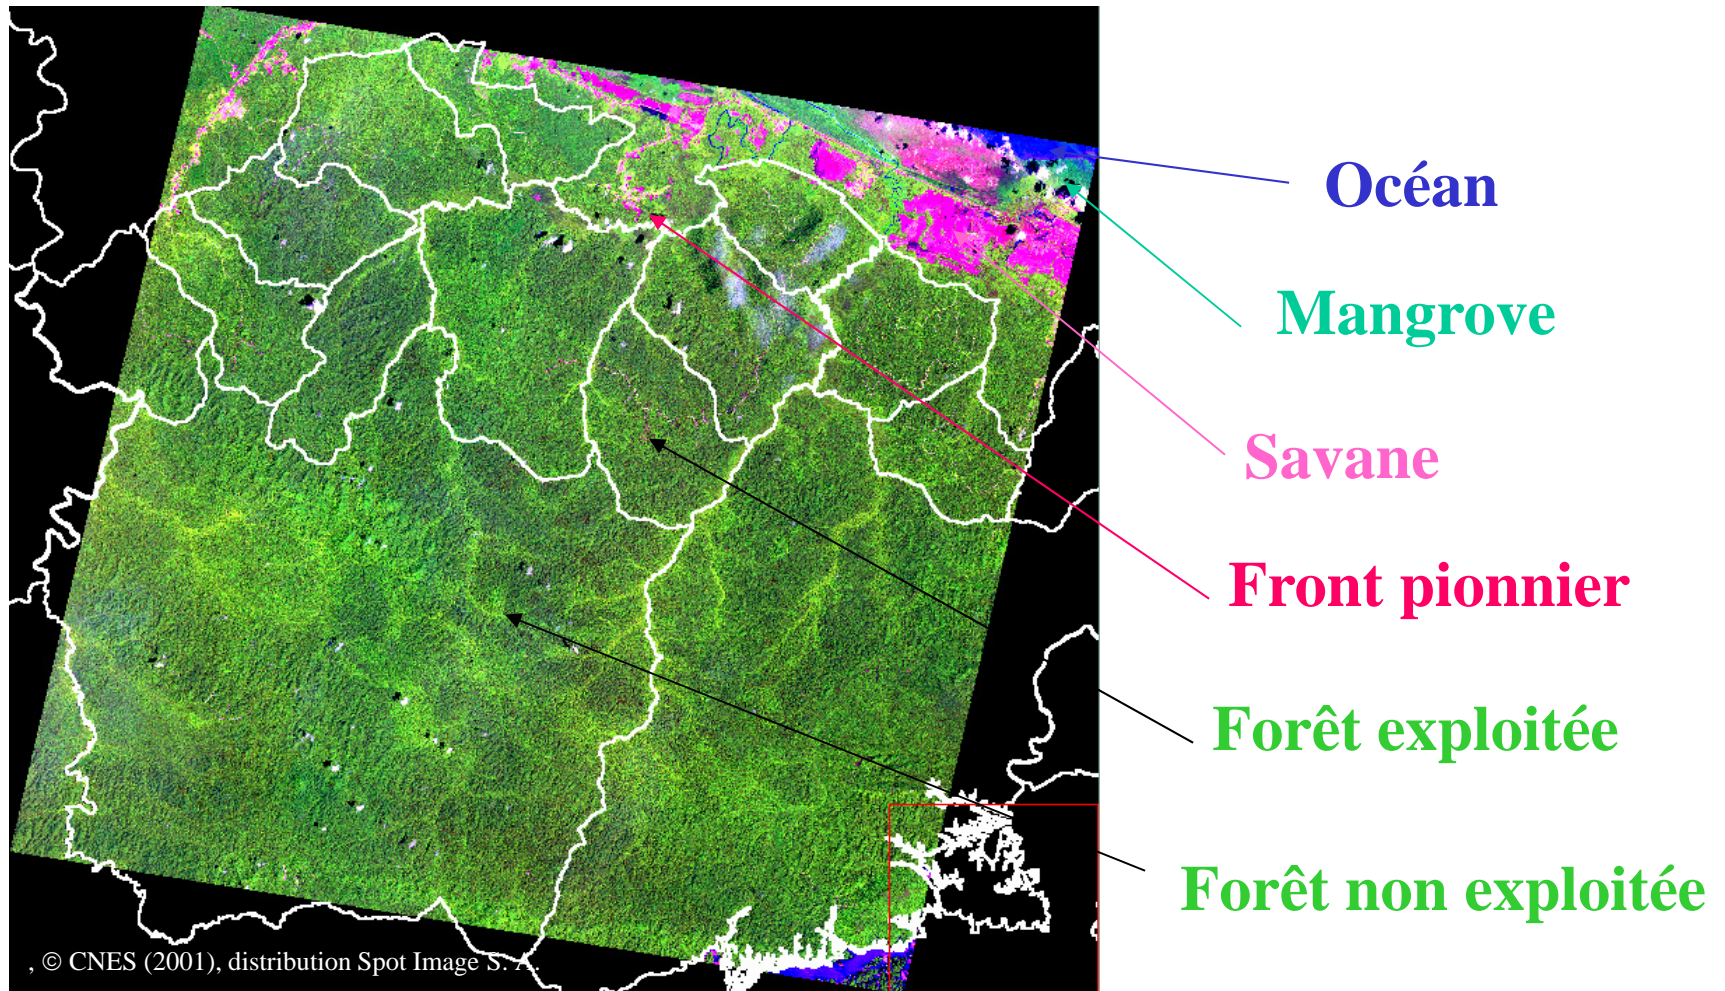 Océan
Mangrove
Savane
Front pionnier
Forêt exploitée
Forêt non exploitée
, © CNES (2001), distribution Spot Image S. A.